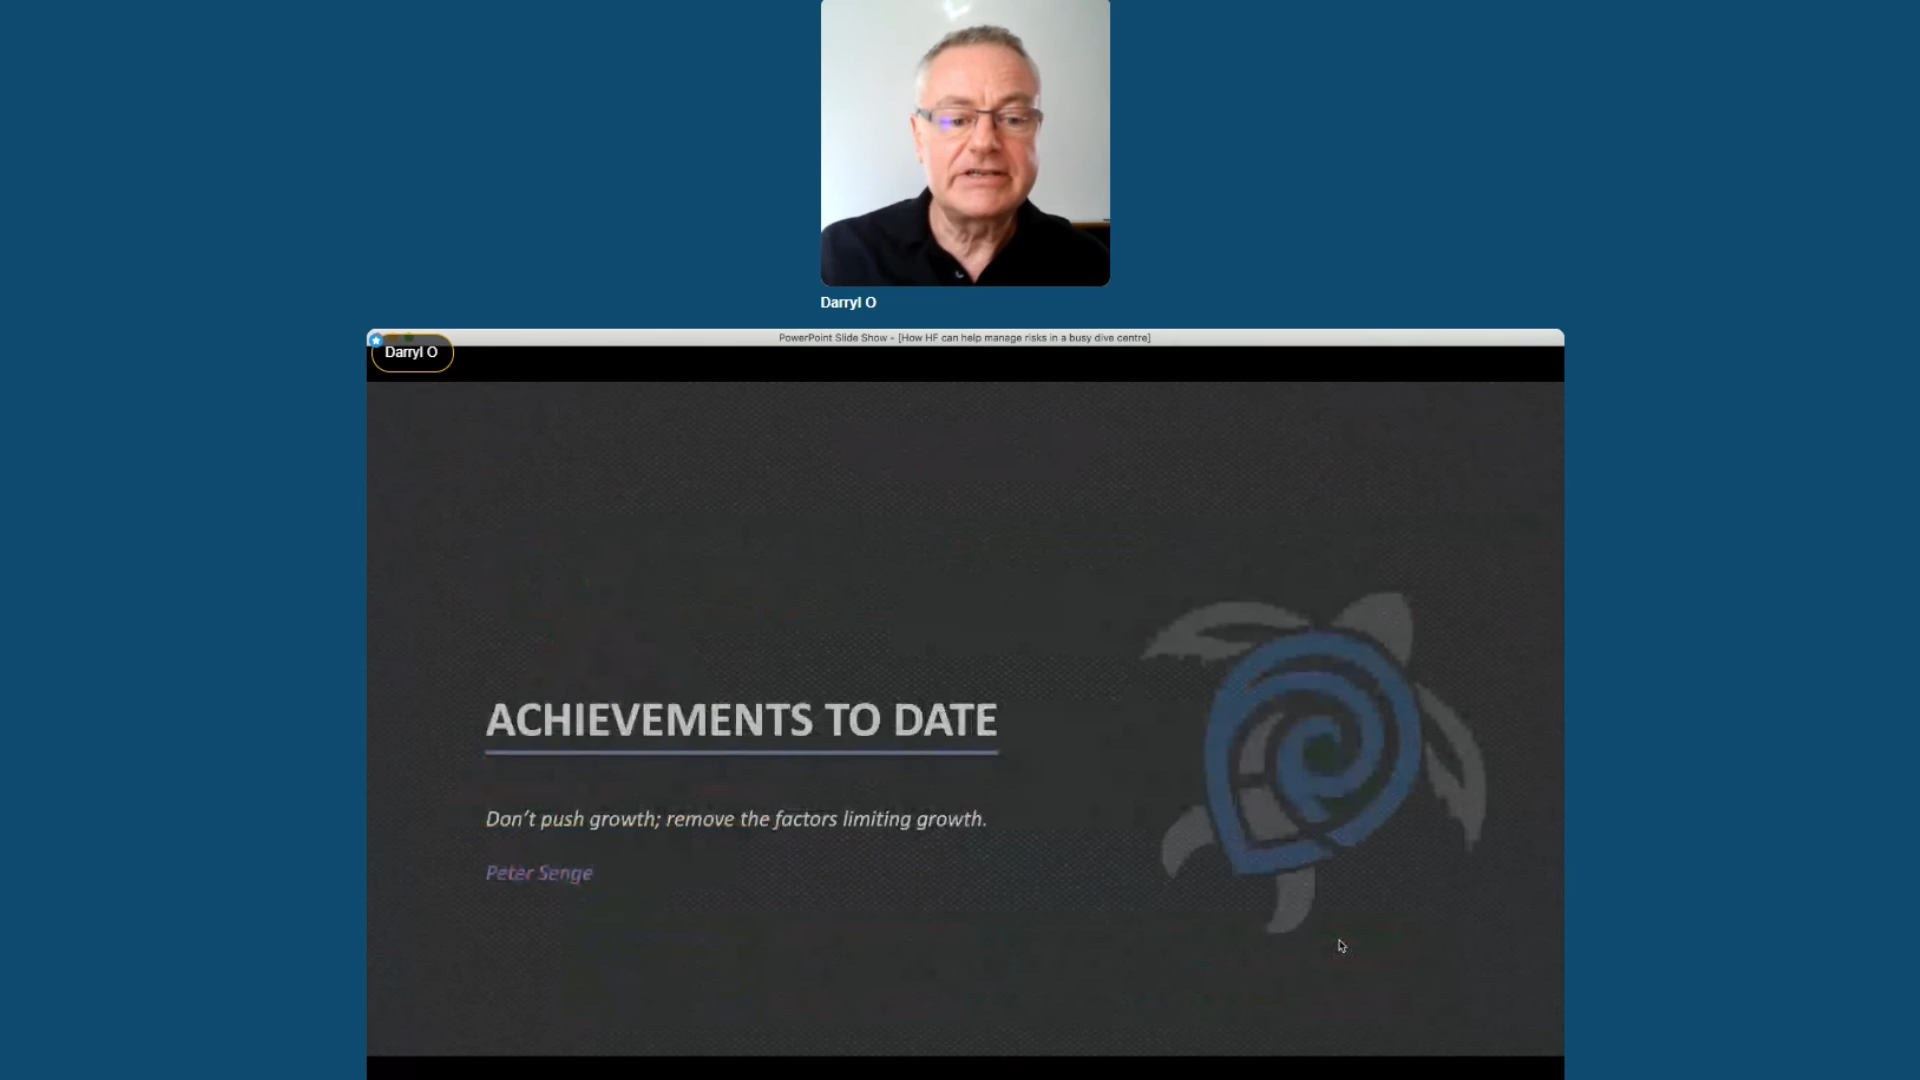 Darryl O
PowerPoint Slide Show - [How HF can help manage risks in a busy dive centre]
Darryl O
ACHIEVEMENTS TO DATE
Don't push growth; remove the factors limiting growth.
Peter Senge